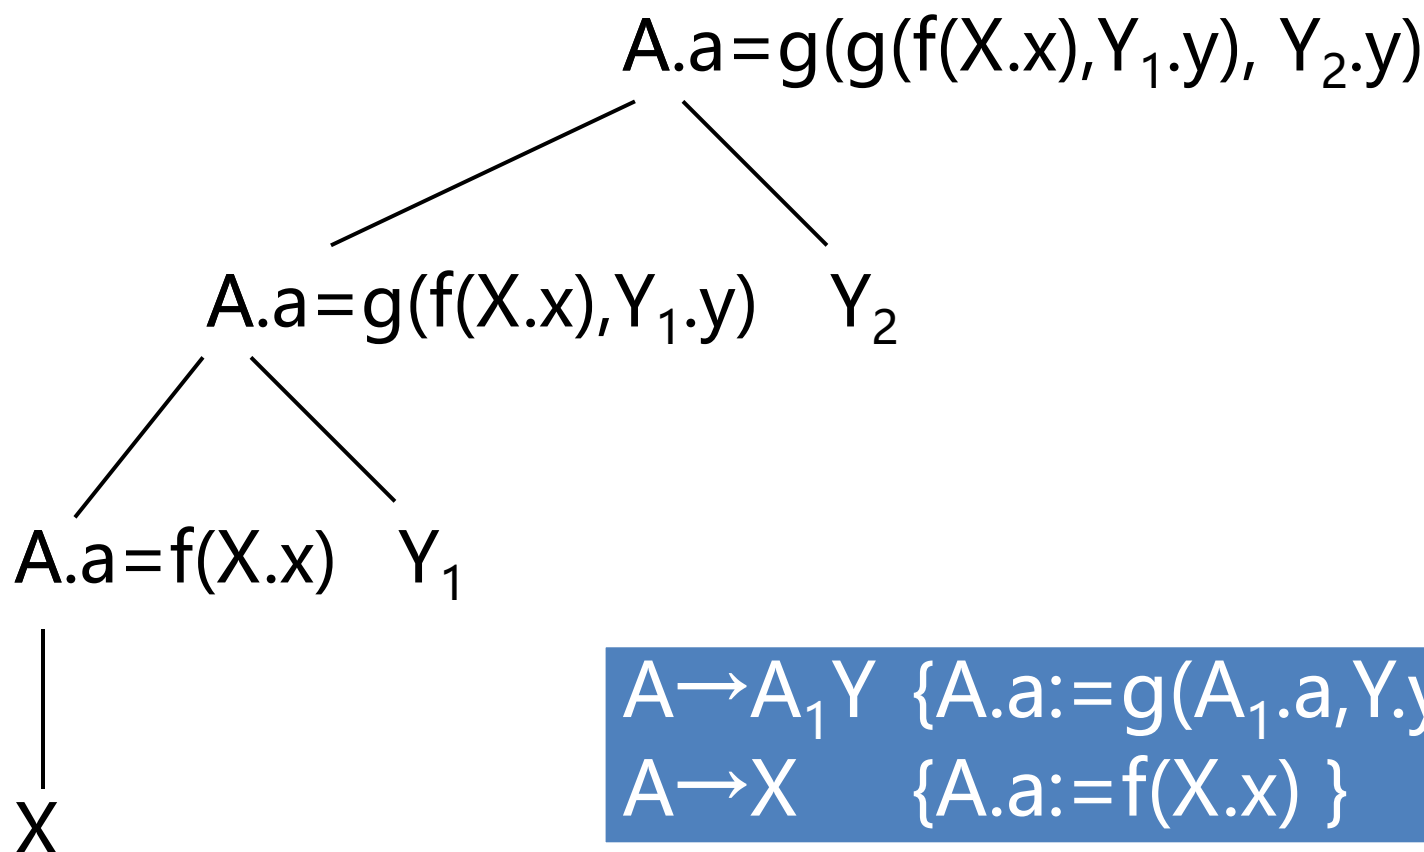 A.a=g(g(f(X.x),Y₁.y), Y₂.y)
A.a=g(f(X.x),Y₁.y) Y₂
A.a=f(X.x) Y₁
X
A→A₁Y {A.a:=g(A₁.a,Y.y
A→X {A.a:=f(X.x) }